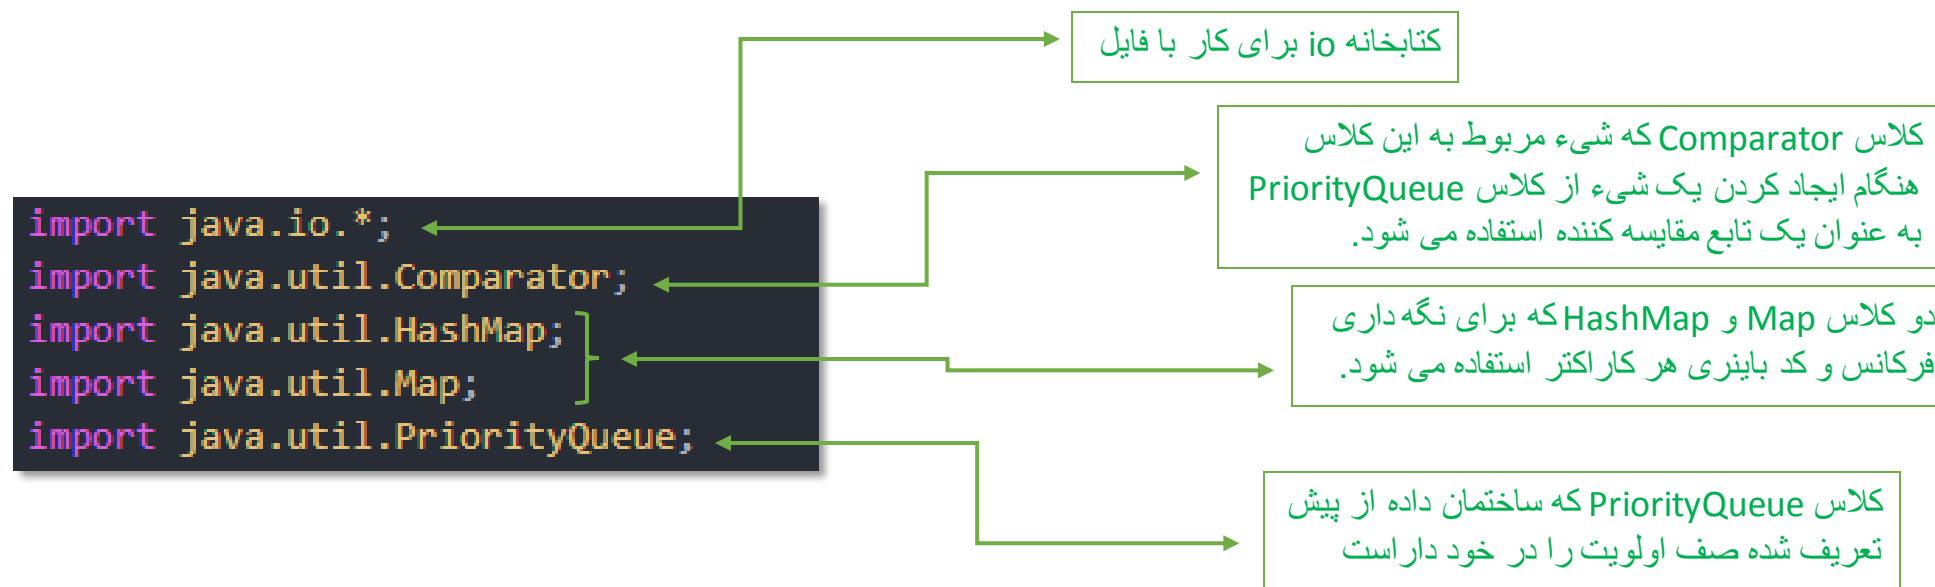 کتابخانه io برای کار با فایل
کلاس Comparator که شیء مربوط به این کلاس
هنگام ایجاد کردن یک شیء از کلاس PriorityQueue
به عنوان یک تابع مقایسه کننده استفاده می شود.
import java.io.*;
import java.util.Comparator;
import java.util.HashMap;
import java.util.Map;
import java.util.PriorityQueue;
دو کلاس Map و HashMap که برای نگه داری
فرکانس و کد باینری هر کاراکتر استفاده می شود.
کلاس PriorityQueue که ساختمان داده از پیش
تعریف شده صف اولویت را در خود داراست